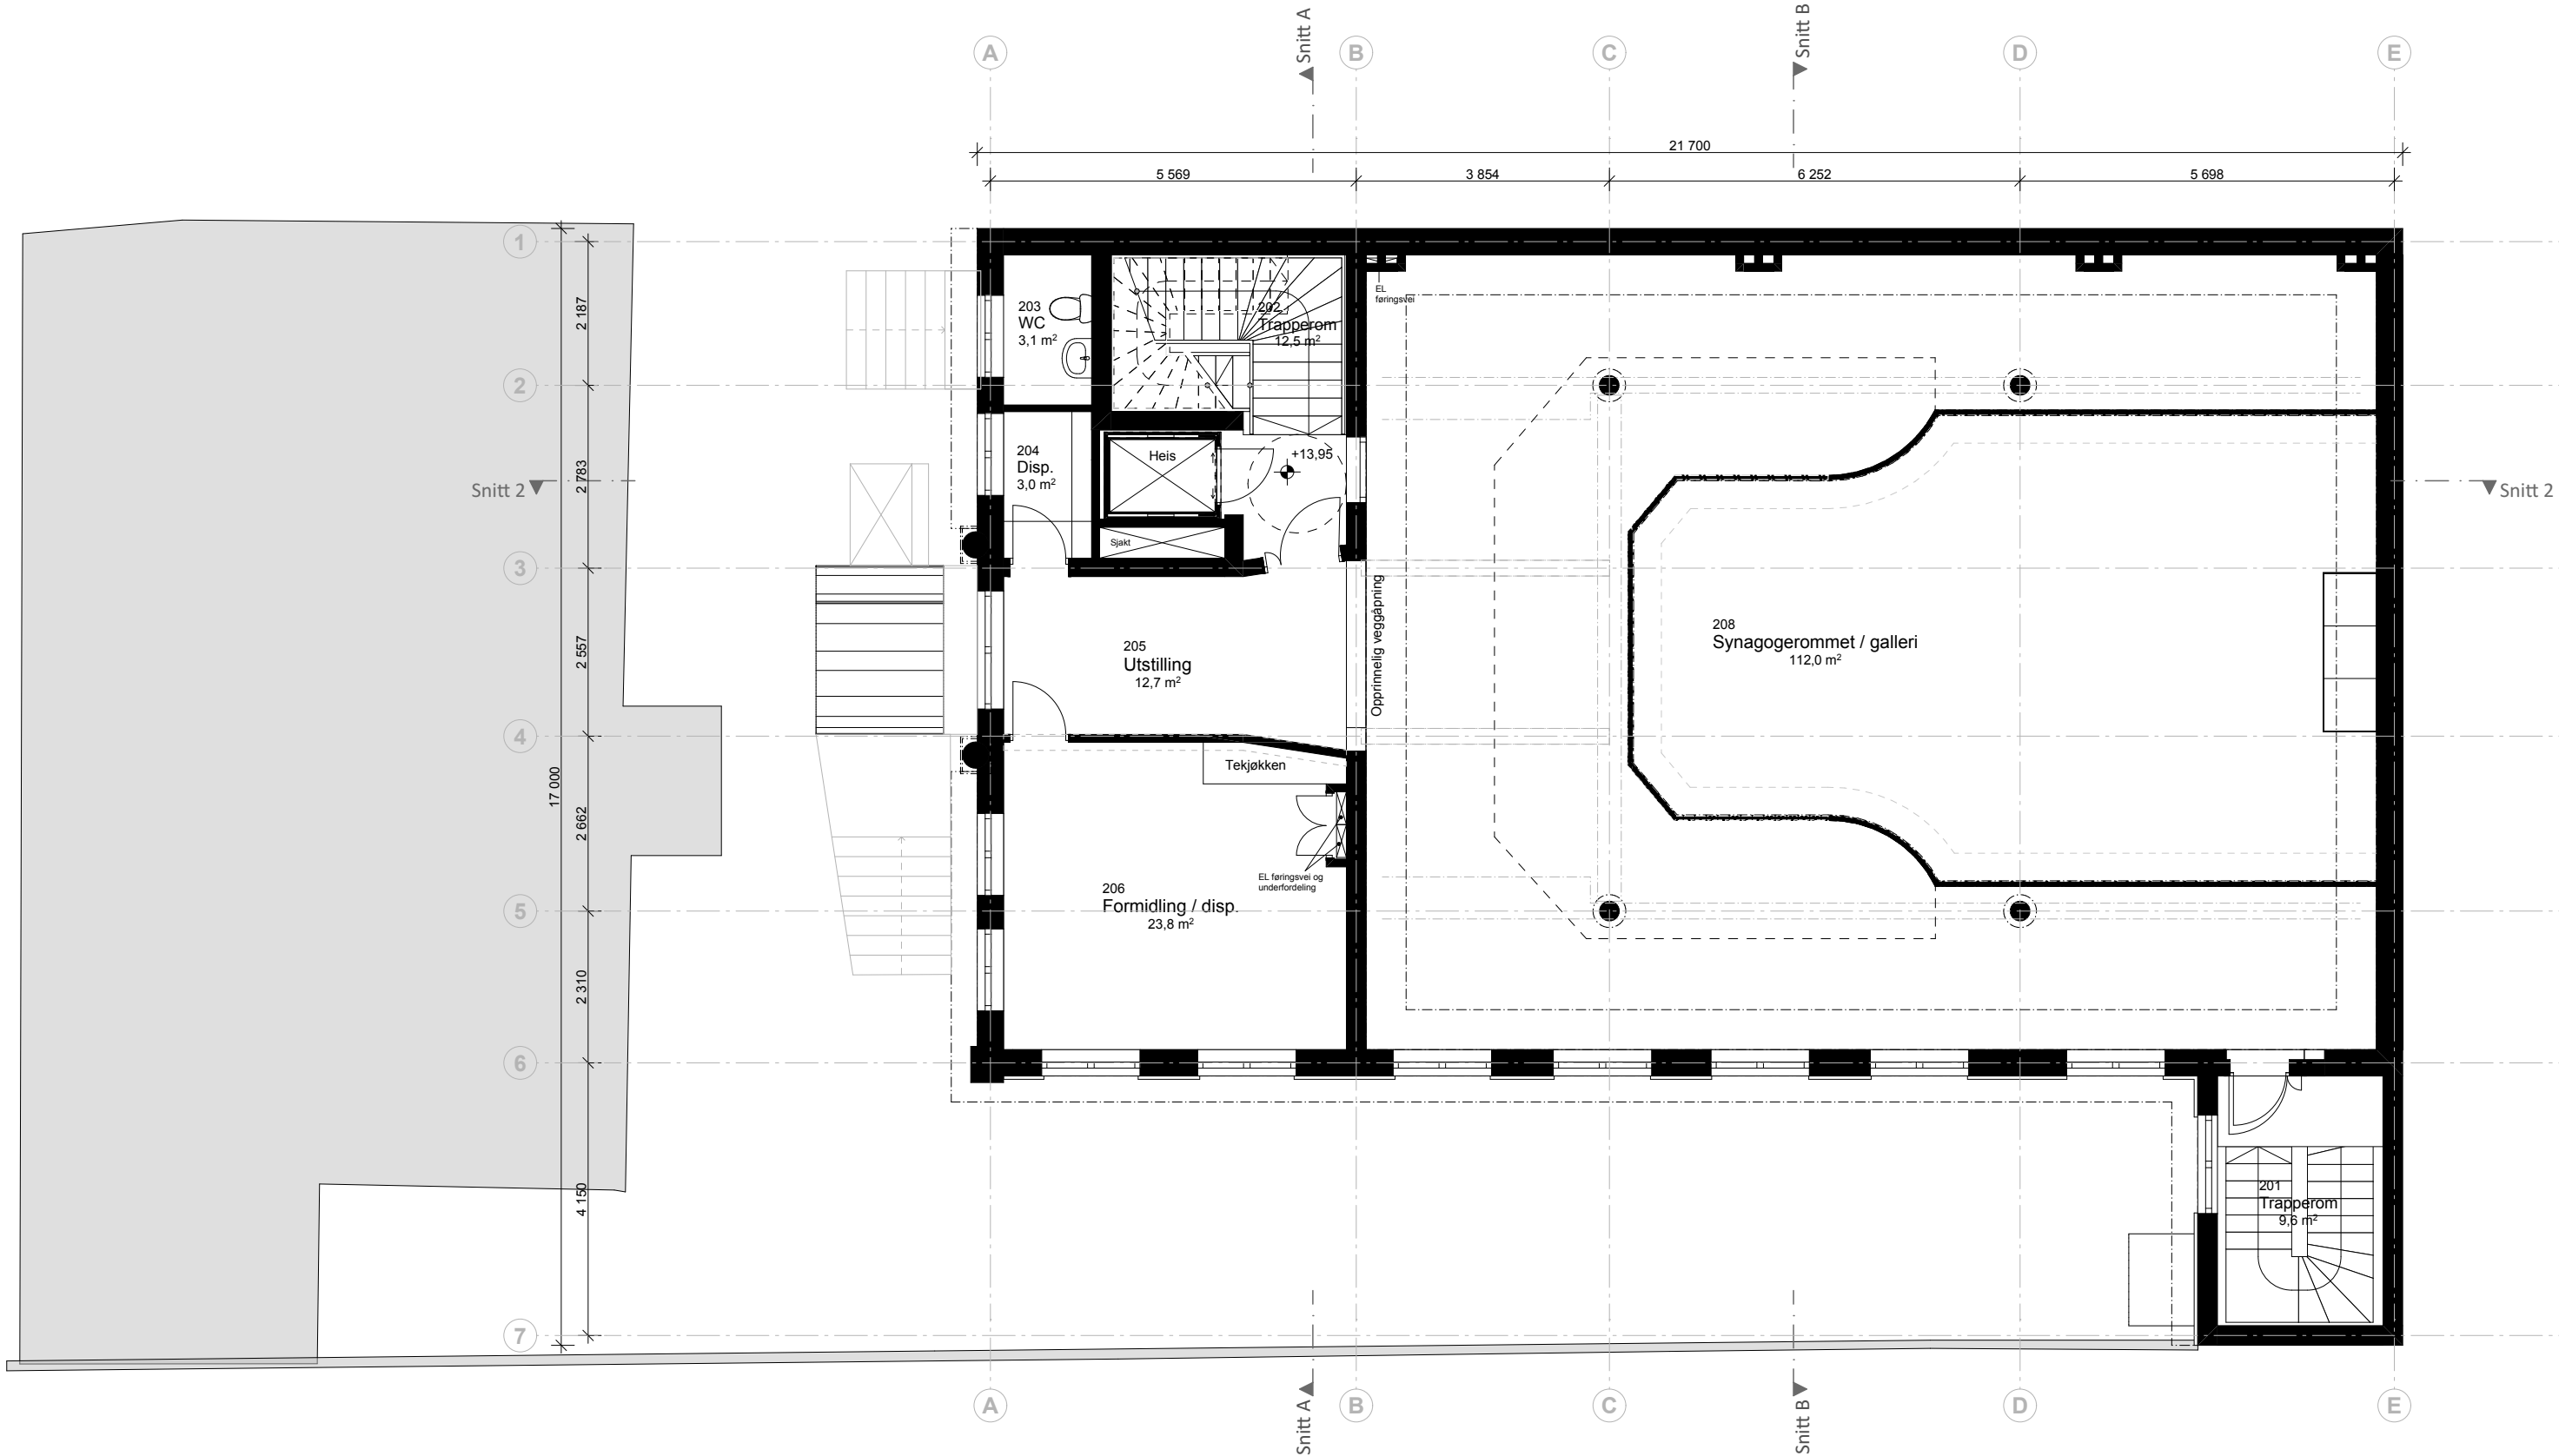 Snitt A
Snitt B
A
B
C
D
E
21 700
5 569
3 854
6 252
5 698
1
2
3
4
5
6
7
2 187
2 783
2 557
2 662
2 310
4 150
17 000
Snitt 2
Snitt 2
203
WC
3,1 m²
202
Trapperom
12,5 m²
EL
føringsvei
204
Disp.
3,0 m²
Heis
+13,95
Sjakt
Opprinnelig veggåpning
205
Utstilling
12,7 m²
208
Synagogerommet / galleri
112,0 m²
Tekjøkken
EL føringsvei og
underfordeling
206
Formidling / disp.
23,8 m²
201
Trapperom
9,6 m²
A
B
C
D
E
Snitt A
Snitt B